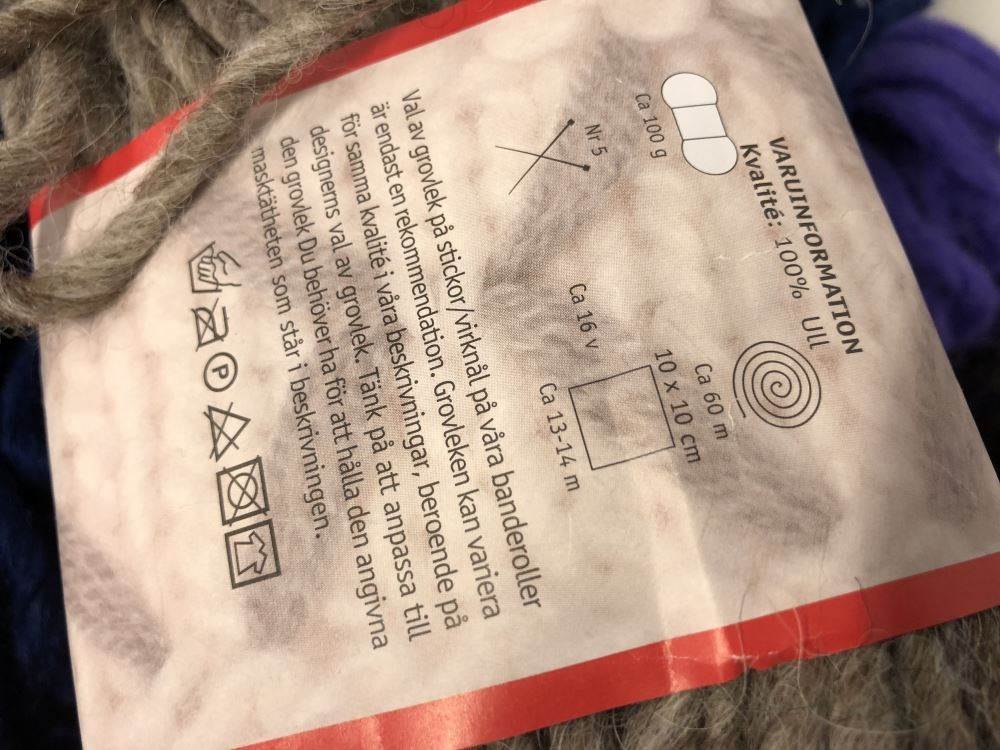 VARUINFORMATION
Kvalité: 100% Ull
Ca 100 g
Ca 60 m
Nr 5
10 x 10 cm
Ca 16 v
Ca 13-14 m
Val av grovlek på stickor/virknål på våra banderoller
är endast en rekommendation. Grovleken kan variera
för samma kvalité i våra beskrivningar, beroende på
designerns val av grovlek. Tänk på att anpassa till
den grovlek Du behöver ha för att hålla den angivna
masktätheten som står i beskrivningen.
P